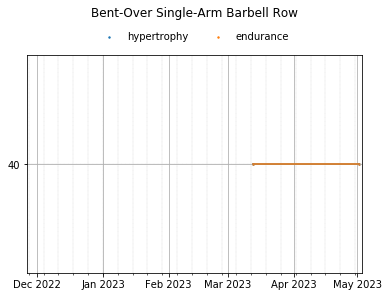 Bent-Over Single-Arm Barbell Row
hypertrophy endurance
40
Dec 2022 Jan 2023 Feb 2023 Mar 2023 Apr 2023 May 2023